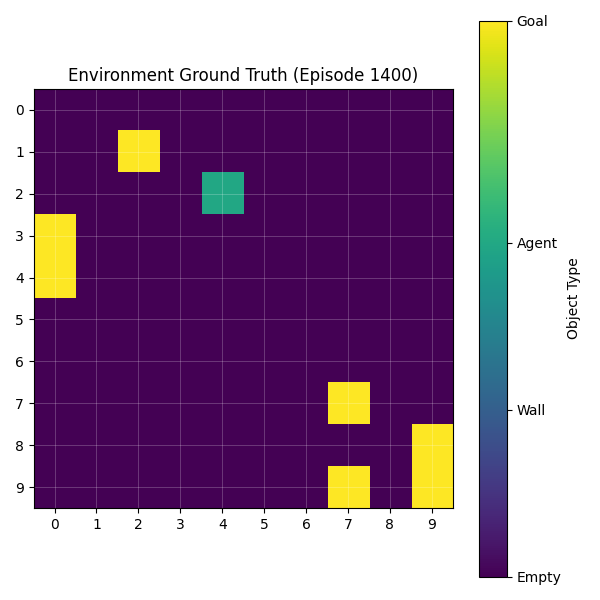 Environment Ground Truth (Episode 1400)
0
1
2
3
4
5
6
7
8
9
0 1 2 3 4 5 6 7 8 9
Goal
Agent
Wall
Empty
Object Type